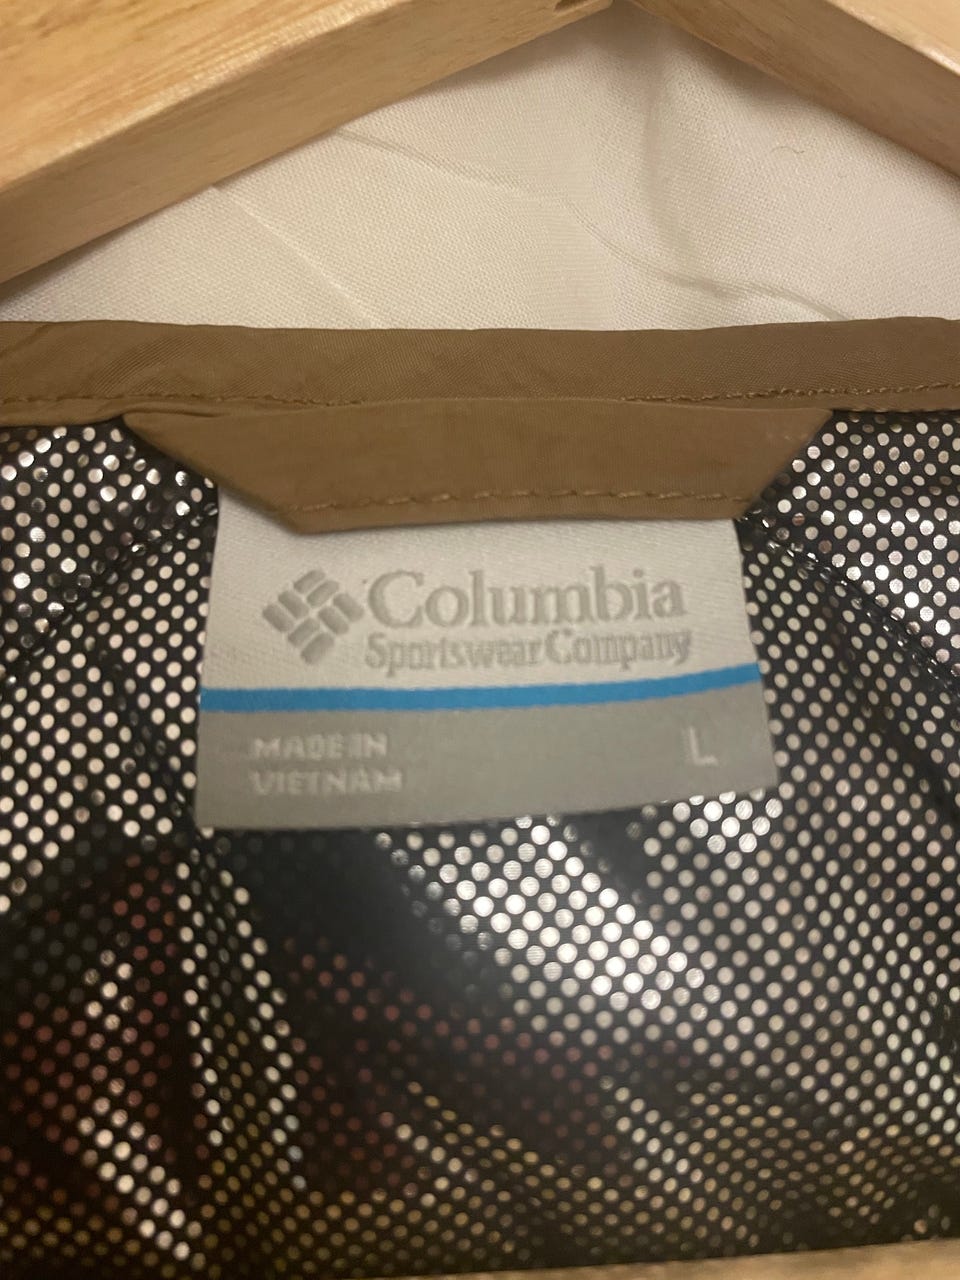 Columbia
Sportswear Company
MADE IN
VIETNAM
L